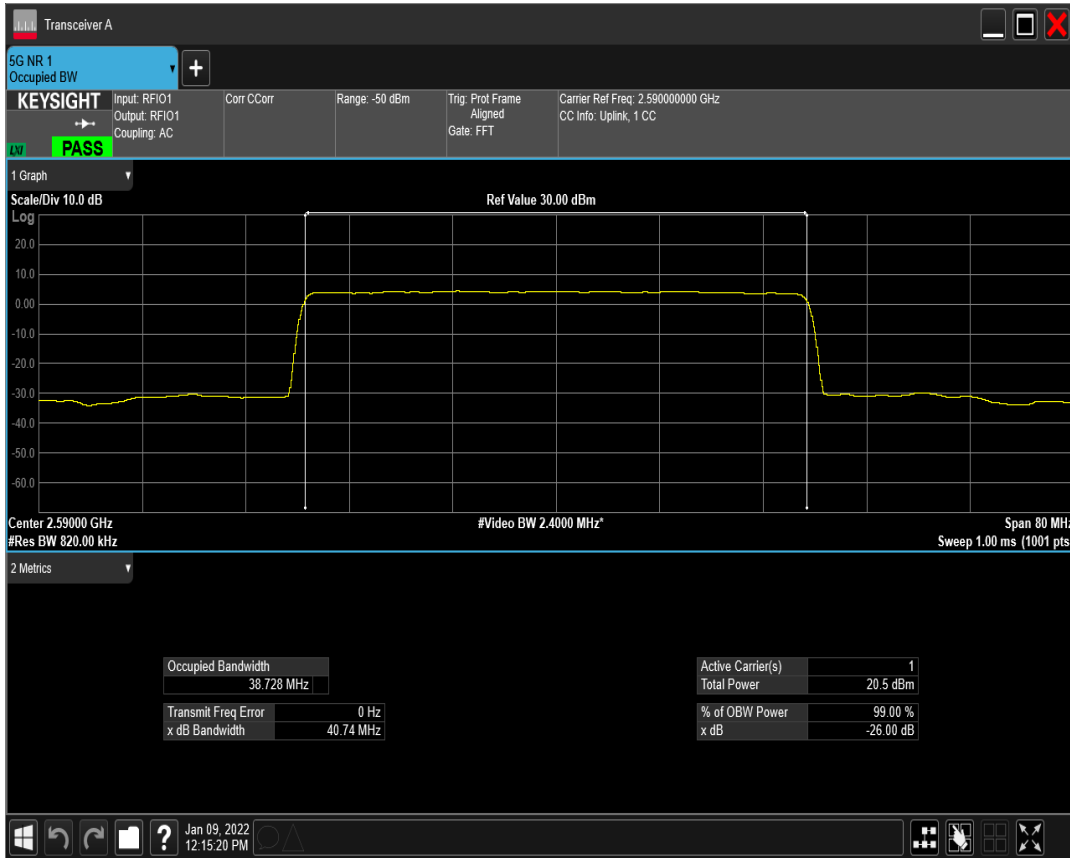 Transceiver A
5G NR 1
Occupied BW
KEYSIGHT
LXI
PASS
Input: RFIO1
Output: RFIO1
Coupling: AC
Corr CCorr
Range: -50 dBm
Trig: Prot Frame
Aligned
Gate: FFT
Carrier Ref Freq: 2.590000000 GHz
CC Info: Uplink, 1 CC
1 Graph
Scale/Div 10.0 dB
Ref Value 30.00 dBm
Log
20.0
10.0
0.00
-10.0
-20.0
-30.0
-40.0
-50.0
-60.0
Center 2.59000 GHz
#Video BW 2.4000 MHz*
Span 80 MHz
#Res BW 820.00 kHz
Sweep 1.00 ms (1001 pts
2 Metrics
Occupied Bandwidth
38.728 MHz
Transmit Freq Error 0 Hz
x dB Bandwidth 40.74 MHz
Active Carrier(s) 1
Total Power 20.5 dBm
% of OBW Power 99.00 %
x dB -26.00 dB
?
Jan 09, 2022
12:15:20 PM